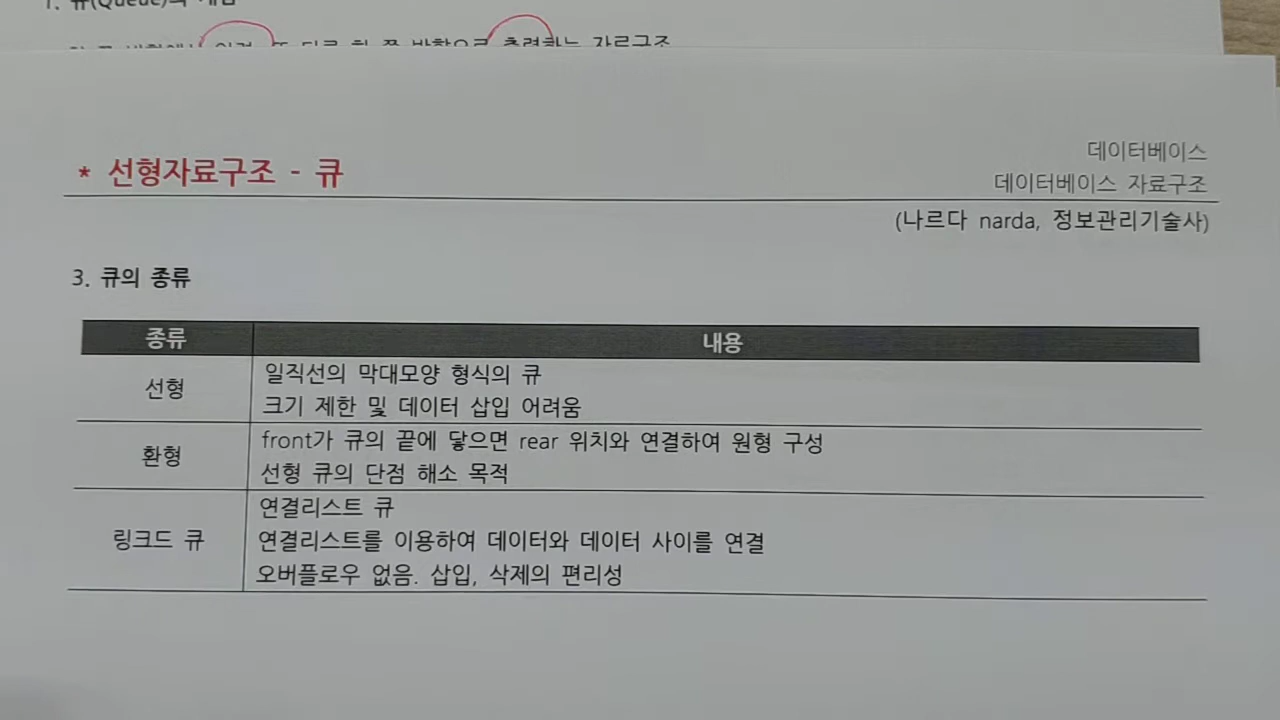 1. 큐(Queue)의 개념
* 선형자료구조 - 큐
데이터베이스
데이터베이스 자료구조
(나르다 narda, 정보관리기술사)
3. 큐의 종류
종류 내용
선형
일직선의 막대모양 형식의 큐
크기 제한 및 데이터 삽입 어려움
환형
front가 큐의 끝에 닿으면 rear 위치와 연결하여 원형 구성
선형 큐의 단점 해소 목적
링크드 큐
연결리스트 큐
연결리스트를 이용하여 데이터와 데이터 사이를 연결
오버플로우 없음. 삽입, 삭제의 편리성